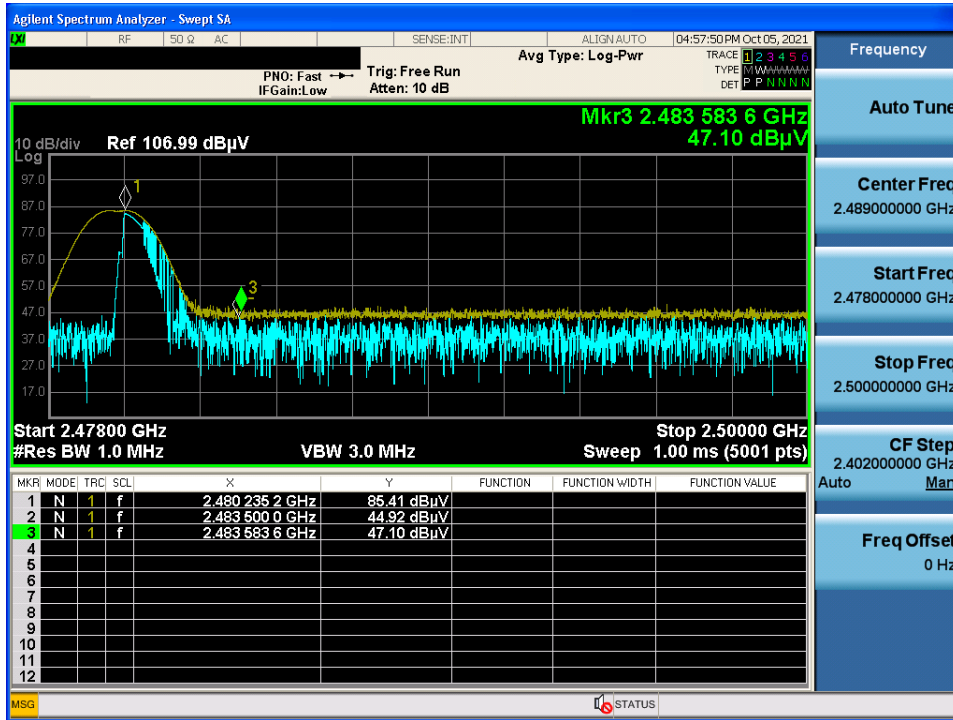 Agilent Spectrum Analyzer - Swept SA
LXI RF 50 Ω AC SENSE:INT ALIGN AUTO 04:57:50 PM Oct 05, 2021
Frequency
Avg Type: Log-Pwr
TRACE 1 2 3 4 5 6
PNO: Fast Trig: Free Run
TYPE M W W W W W
IFGain:Low Atten: 10 dB
DET P P N N N N
Auto Tune
Mkr3 2.483 583 6 GHz
47.10 dBµV
10 dB/div Ref 106.99 dBµV
Log
97.0
87.0
77.0
67.0
57.0
47.0
37.0
27.0
17.0
1
3
Center Freq
2.489000000 GHz
Start Freq
2.478000000 GHz
Stop Freq
2.500000000 GHz
Start 2.47800 GHz Stop 2.50000 GHz
#Res BW 1.0 MHz VBW 3.0 MHz Sweep 1.00 ms (5001 pts)
CF Step
2.402000000 GHz
Auto Man
MKR MODE TRC SCL X Y FUNCTION FUNCTION WIDTH FUNCTION VALUE
1 N 1 f 2.480 235 2 GHz 85.41 dBµV
2 N 1 f 2.483 500 0 GHz 44.92 dBµV
3 N 1 f 2.483 583 6 GHz 47.10 dBµV
4
5
6
7
8
9
10
11
12
Freq Offset
0 Hz
MSG STATUS